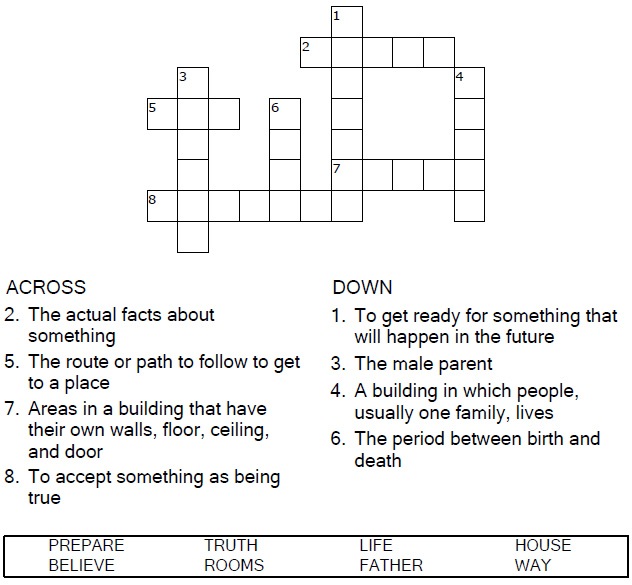 1
2
3
4
5
6
7
8
ACROSS
2. The actual facts about
something
5. The route or path to follow to get
to a place
7. Areas in a building that have
their own walls, floor, ceiling,
and door
8. To accept something as being
true
DOWN
1. To get ready for something that
will happen in the future
3. The male parent
4. A building in which people,
usually one family, lives
6. The period between birth and
death
PREPARE TRUTH LIFE HOUSE
BELIEVE ROOMS FATHER WAY